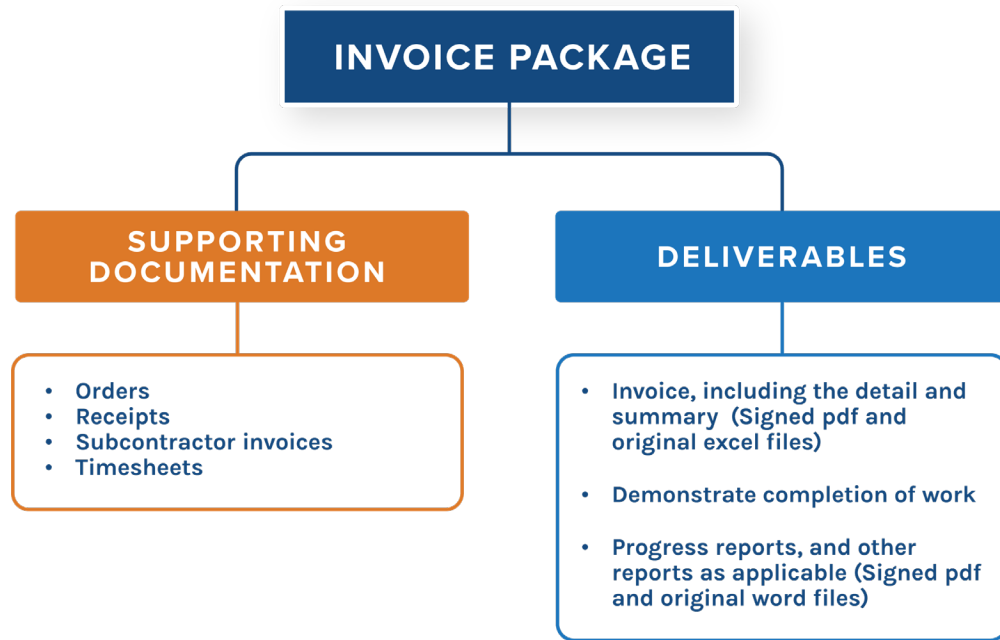 INVOICE PACKAGE
SUPPORTING
DOCUMENTATION
• Orders
• Receipts
• Subcontractor invoices
• Timesheets
DELIVERABLES
• Invoice, including the detail and
summary (Signed pdf and
original excel files)
• Demonstrate completion of work
• Progress reports, and other
reports as applicable (Signed pdf
and original word files)